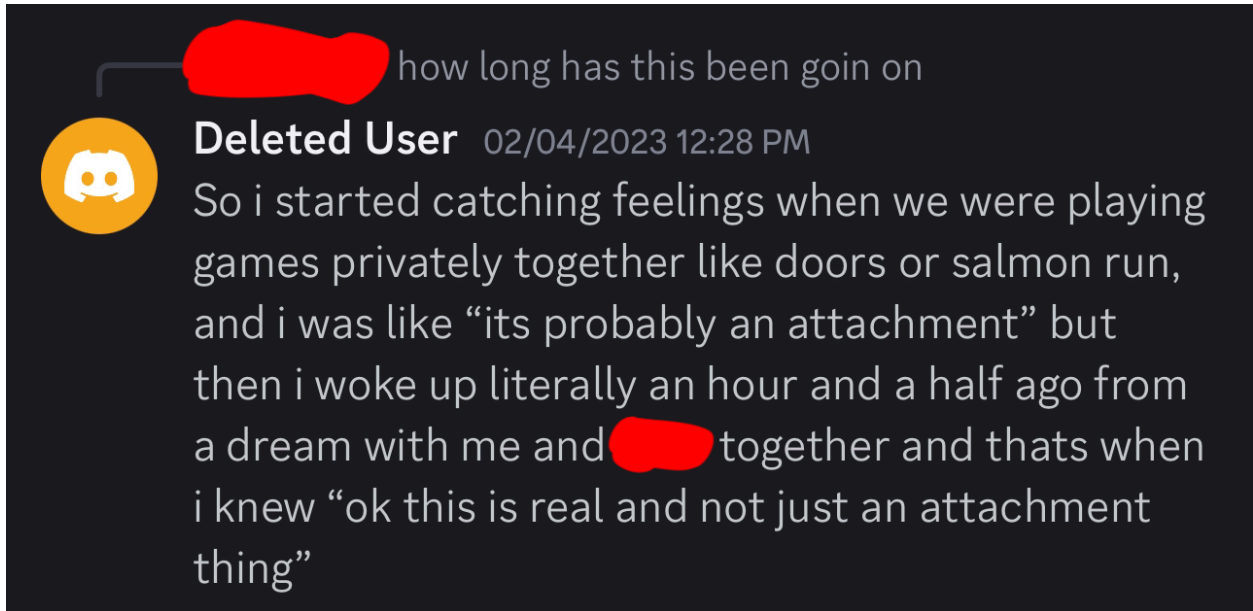 how long has this been goin on
Deleted User 02/04/2023 12:28 PM
So i started catching feelings when we were playing
games privately together like doors or salmon run,
and i was like “its probably an attachment” but
then i woke up literally an hour and a half ago from
a dream with me and together and thats when
i knew “ok this is real and not just an attachment
thing”